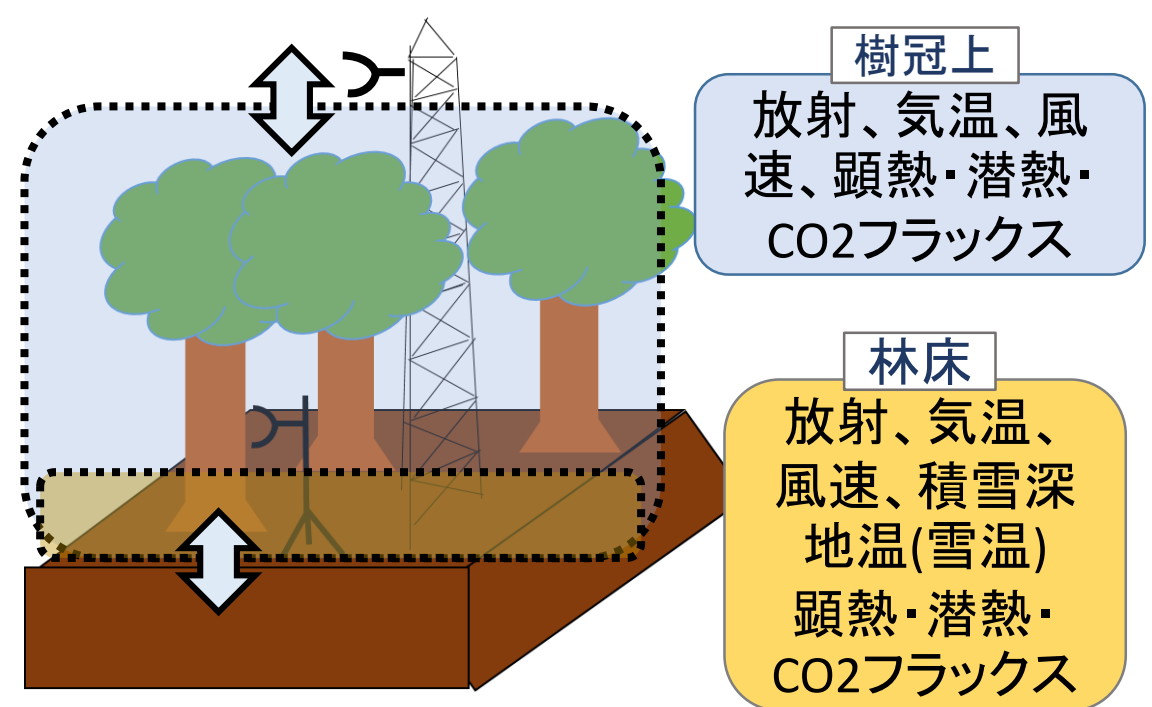 樹冠上
放射、気温、風
速、顕熱･潜熱･
CO2フラックス
林床
放射、気温、
風速、積雪深
地温(雪温)
顕熱･潜熱･
CO2フラックス